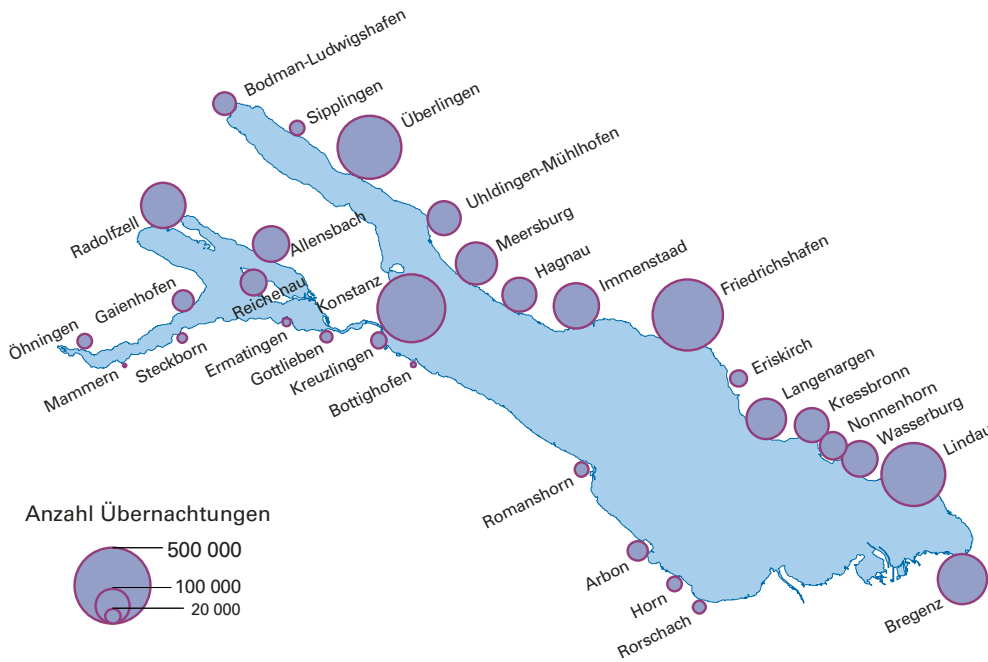 Bodman-Ludwigshafen
Sipplingen
Überlingen
Uhldingen-Mühlhofen
Radolfzell
Allensbach
Meersburg
Hagnau
Immenstaad
Friedrichshafen
Gaienhofen
Reichenau
Konstanz
Öhningen
Mammern
Steckborn
Ermatingen
Gottlieben
Kreuzlingen
Bottighofen
Eriskirch
Langenargen
Kressbronn
Nonnenhorn
Wasserburg
Lindau
Romanshorn
Arbon
Horn
Rorschach
Bregenz
Anzahl Übernachtungen
500 000
100 000
20 000